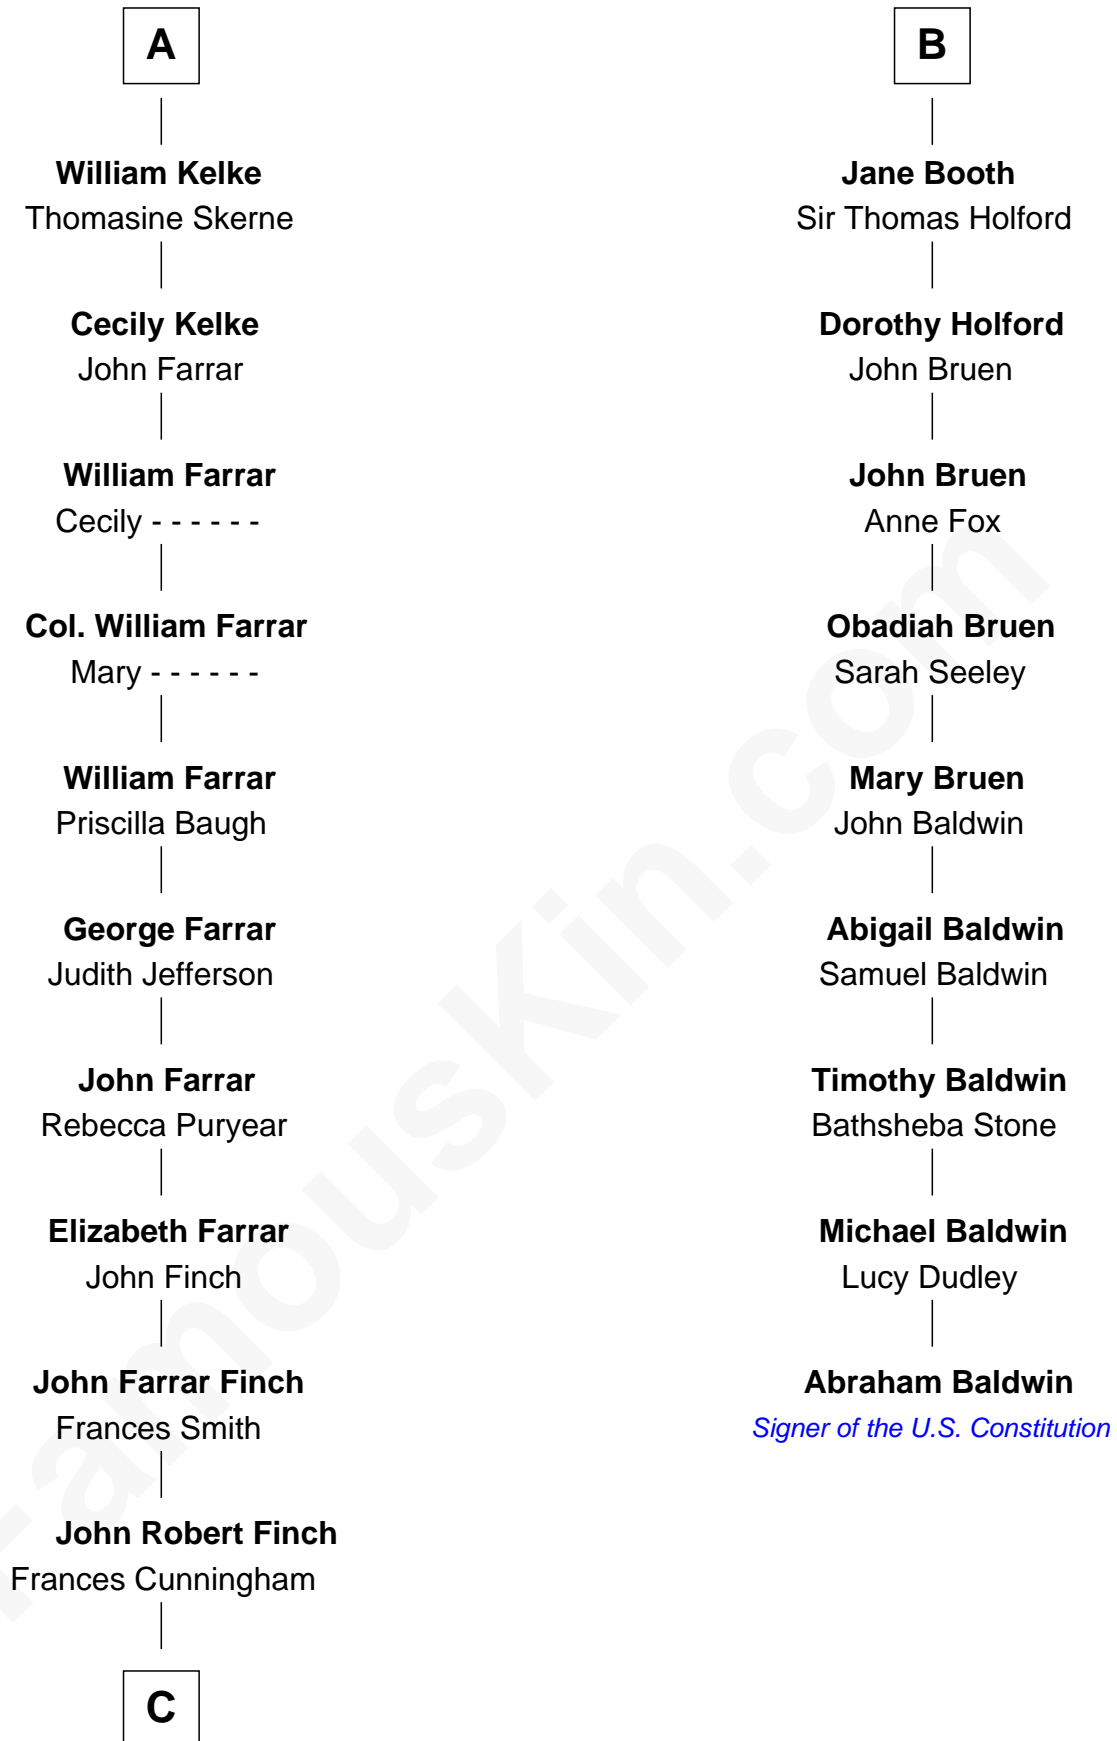 A
William Kelke
Thomasine Skerne
Cecily Kelke
John Farrar
William Farrar
Cecily - - - - - -
Col. William Farrar
Mary - - - - - -
William Farrar
Priscilla Baugh
George Farrar
Judith Jefferson
John Farrar
Rebecca Puryear
Elizabeth Farrar
John Finch
John Farrar Finch
Frances Smith
John Robert Finch
Frances Cunningham
C
B
Jane Booth
Sir Thomas Holford
Dorothy Holford
John Bruen
John Bruen
Anne Fox
Obadiah Bruen
Sarah Seeley
Mary Bruen
John Baldwin
Abigail Baldwin
Samuel Baldwin
Timothy Baldwin
Bathsheba Stone
Michael Baldwin
Lucy Dudley
Abraham Baldwin
Signer of the U.S. Constitution
FamousKin.com